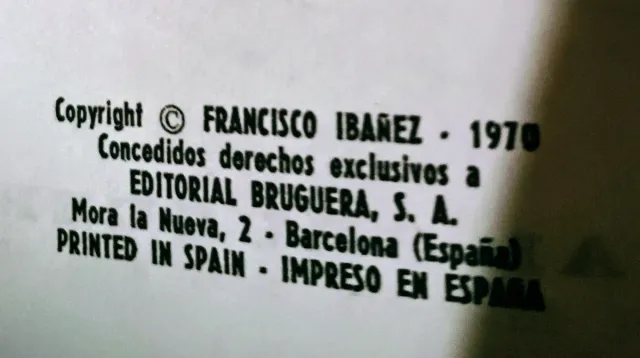 Copyright © FRANCISCO IBAÑEZ - 1970
Concedidos derechos exclusivos a
EDITORIAL BRUGUERA, S. A.
Mora la Nueva, 2 - Barcelona (España)
PRINTED IN SPAIN - IMPRESO EN ESPAÑA